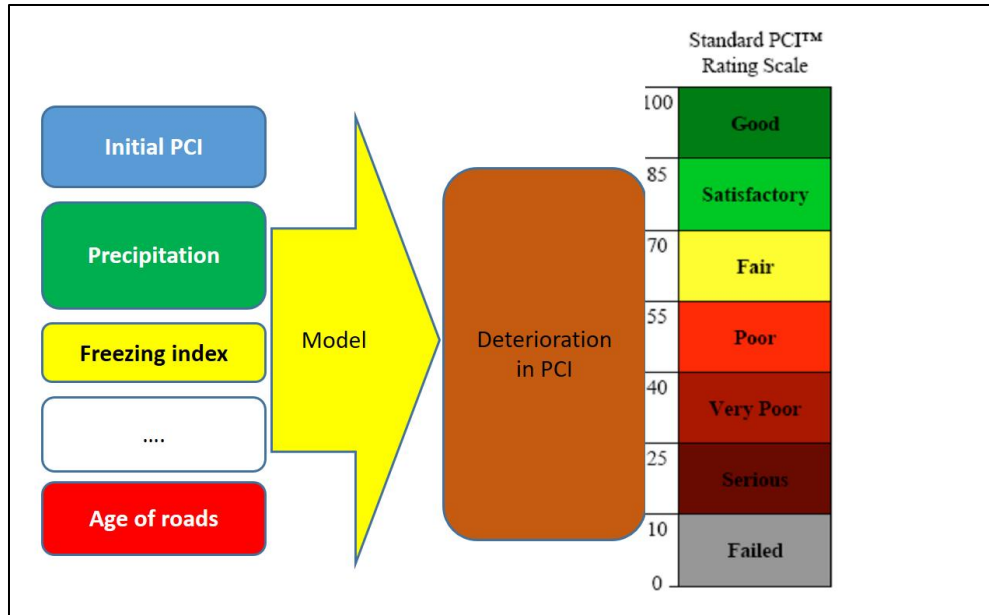 Initial PCI
Precipitation
Freezing index
....
Age of roads
Model
Deterioration
in PCI
Standard PCI™
Rating Scale
100
Good
85
Satisfactory
70
Fair
55
Poor
40
Very Poor
25
Serious
10
Failed
0